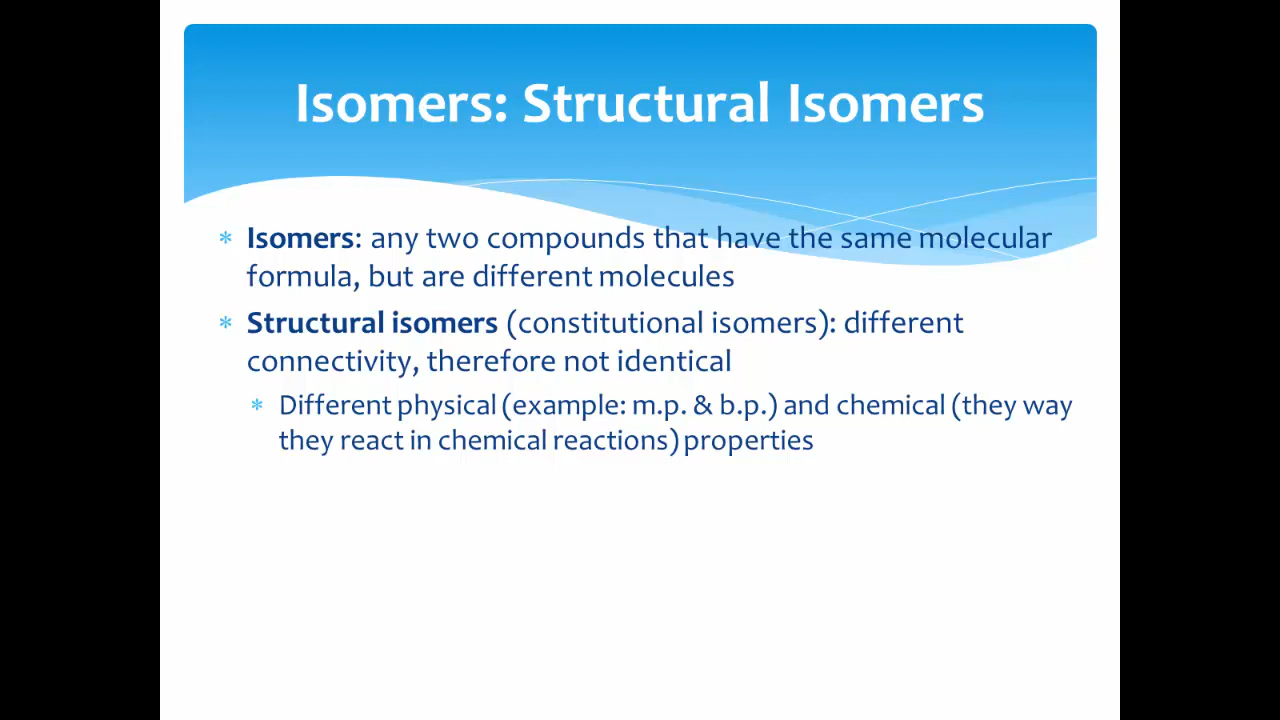 Isomers: Structural Isomers
* Isomers: any two compounds that have the same molecular
formula, but are different molecules
* Structural isomers (constitutional isomers): different
connectivity, therefore not identical
* Different physical (example: m.p. & b.p.) and chemical (they way
they react in chemical reactions) properties